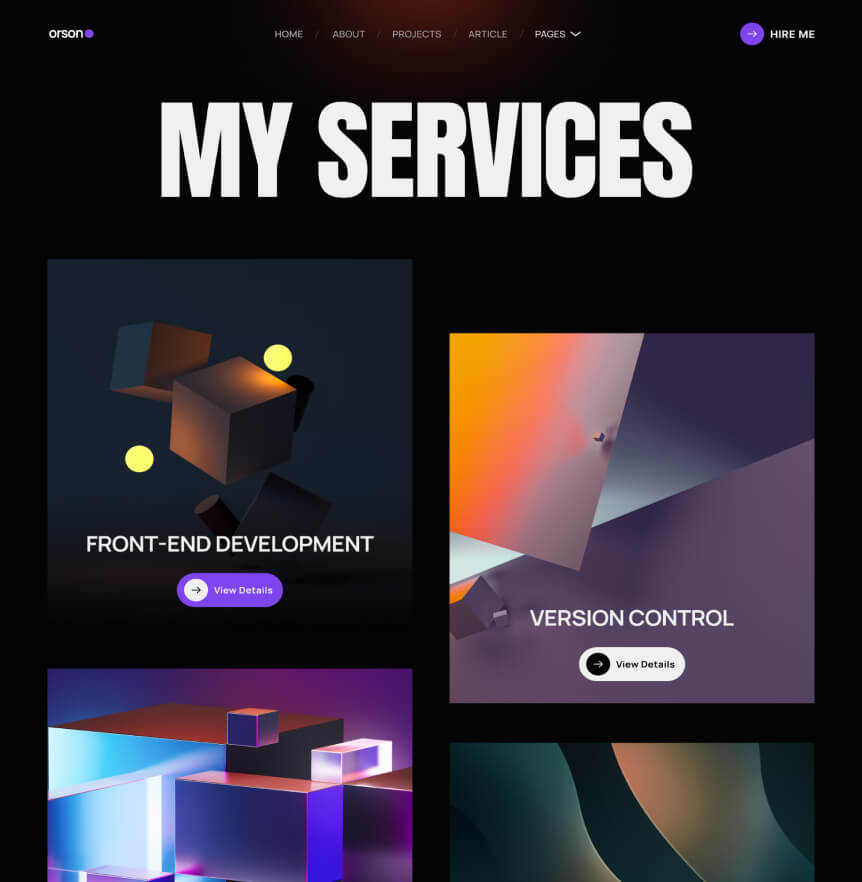 orson
HOME / ABOUT / PROJECTS / ARTICLE / PAGES
HIRE ME
MY SERVICES
FRONT-END DEVELOPMENT
View Details
VERSION CONTROL
View Details